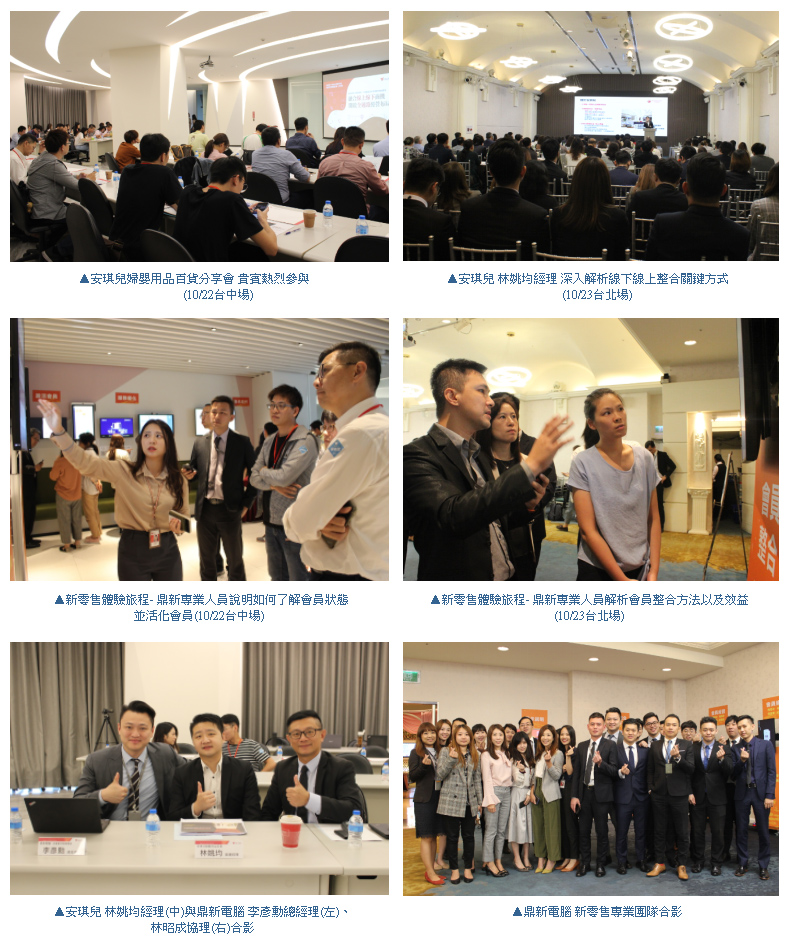 ▲安琪兒婦嬰用品百貨分享會 貴賓熱烈參與
(10/22台中場)
▲安琪兒 林姚均經理 深入解析線下線上整合關鍵方式
(10/23台北場)
▲新零售體驗旅程- 鼎新專業人員說明如何了解會員狀態
並活化會員(10/22台中場)
▲新零售體驗旅程- 鼎新專業人員解析會員整合方法以及效益
(10/23台北場)
李彥勳
林姚均
▲安琪兒 林姚均經理(中)與鼎新電腦 李彥勳總經理(左)、
林昭成協理(右)合影
▲鼎新電腦 新零售專業團隊合影